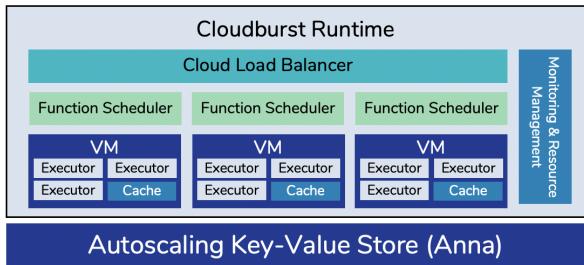 Cloudburst Runtime
Cloud Load Balancer
Function Scheduler
Function Scheduler
Function Scheduler
VM
Executor
Executor
Executor
Cache
VM
Executor
Executor
Executor
Cache
VM
Executor
Executor
Executor
Cache
Monitoring & Resource
Management
Autoscaling Key-Value Store (Anna)